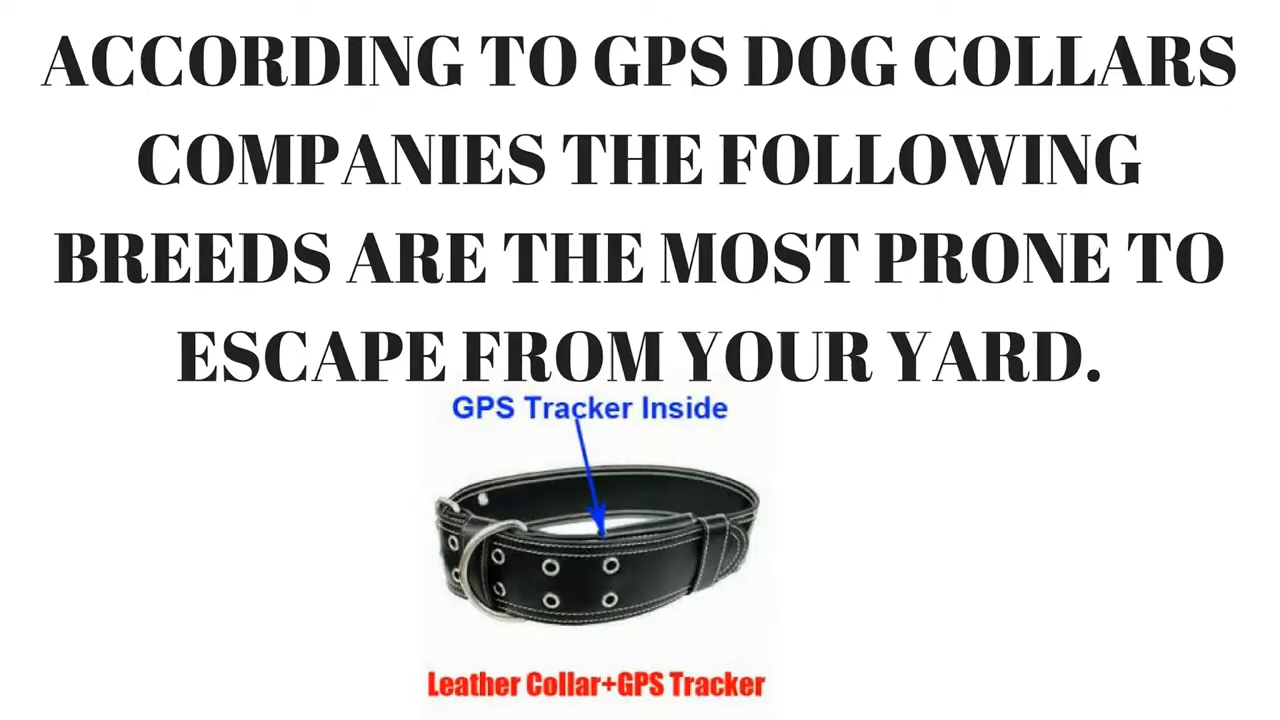 ACCORDING TO GPS DOG COLLARS
COMPANIES THE FOLLOWING
BREEDS ARE THE MOST PRONE TO
ESCAPE FROM YOUR YARD.
GPS Tracker Inside
Leather Collar+GPS Tracker